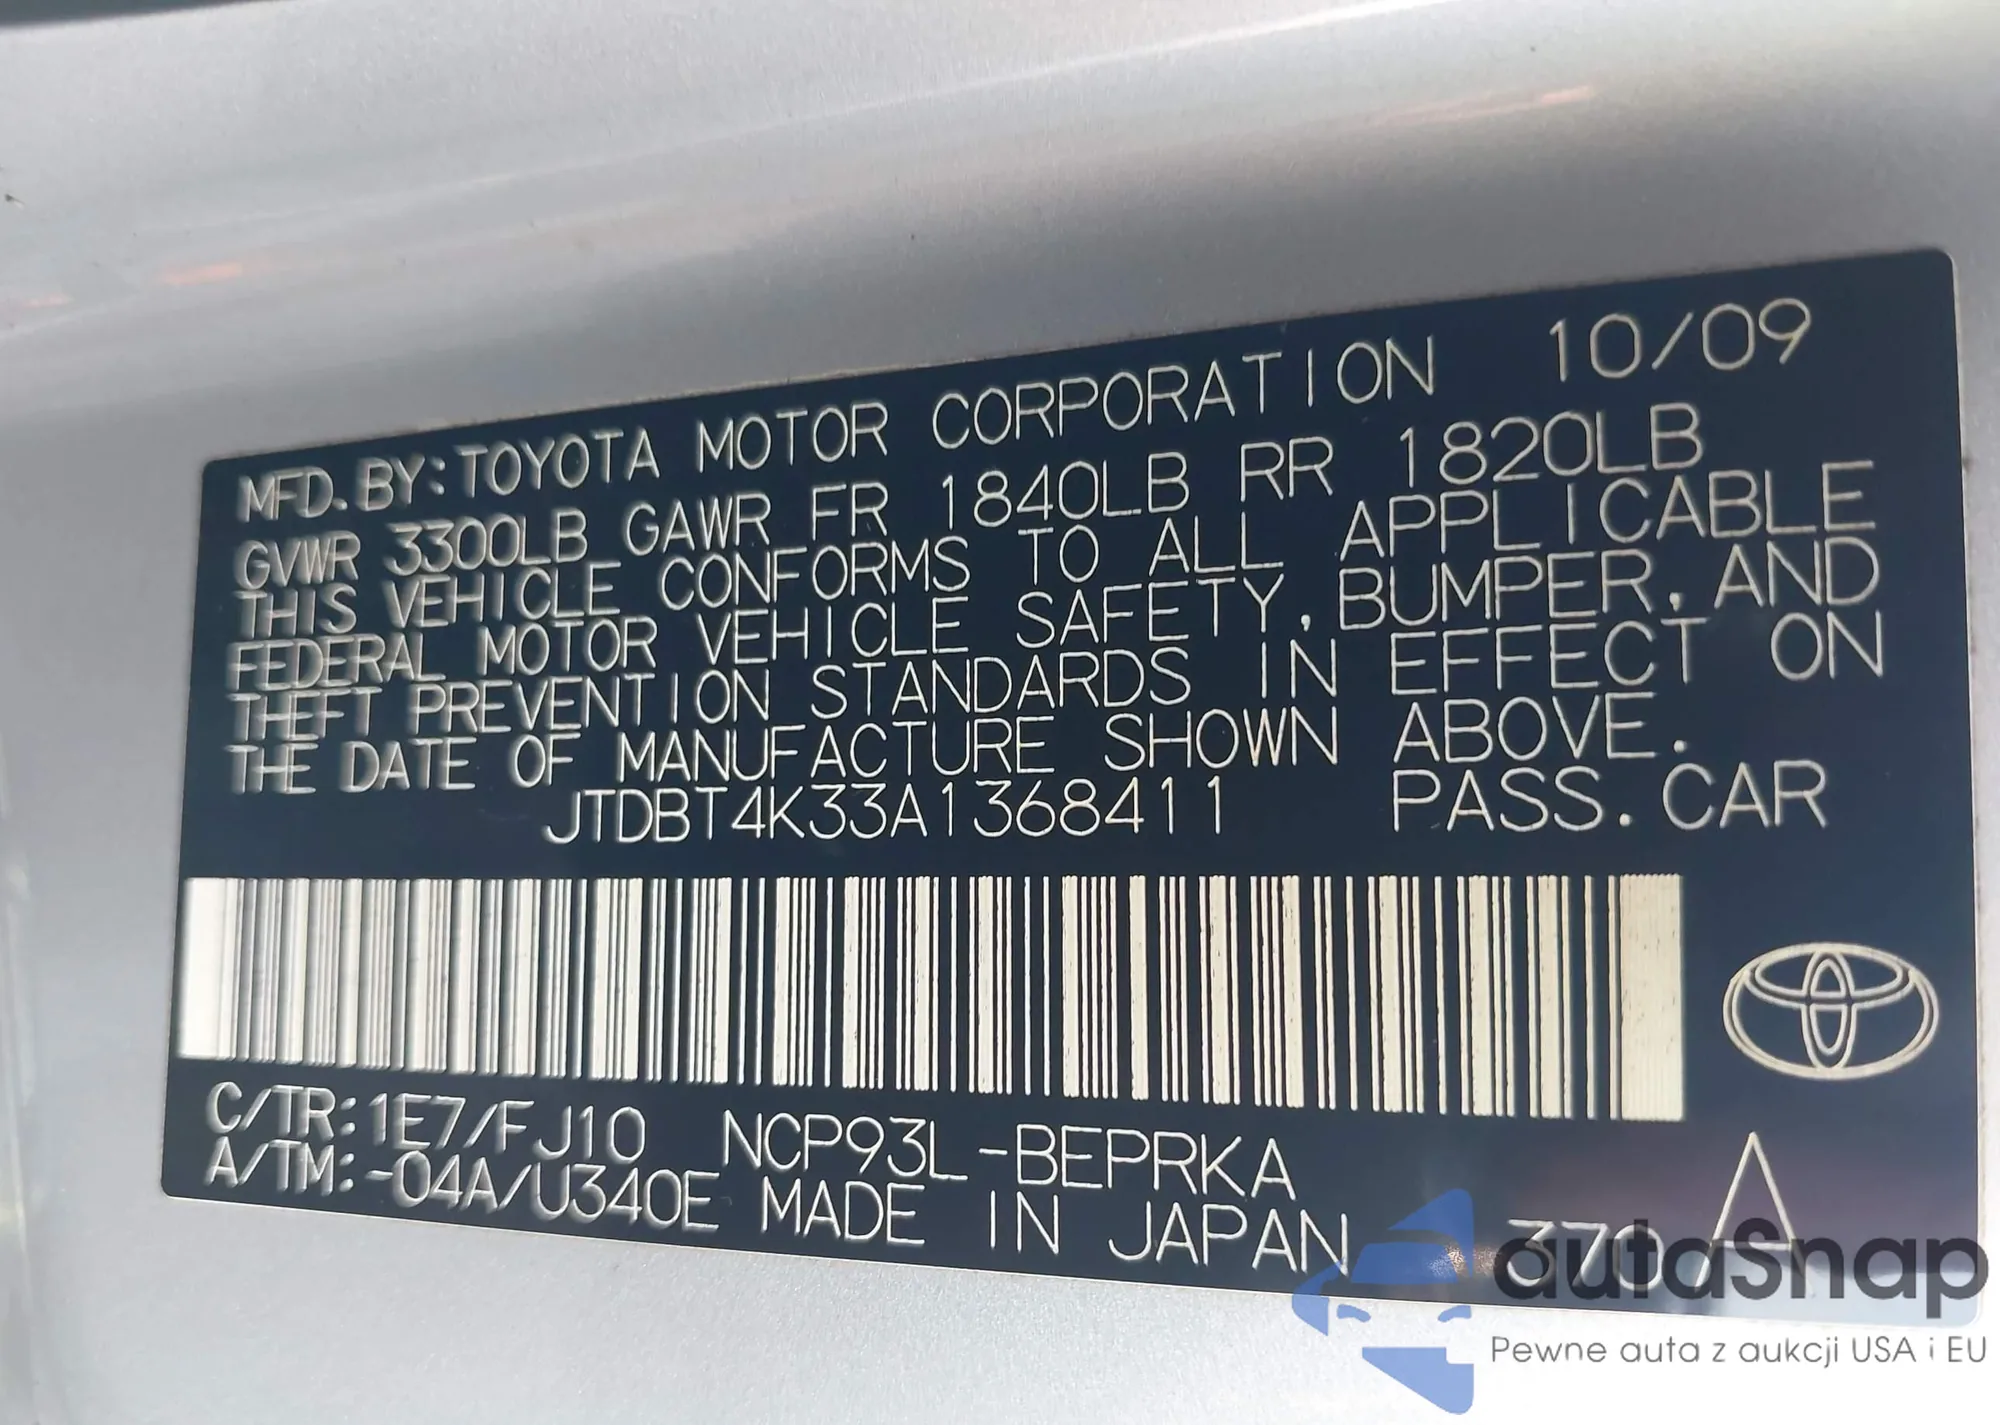 MFD. BY: TOYOTA MOTOR CORPORATION 10/09
GVWR 3300LB GAWR FR 1840LB RR 1820LB
THIS VEHICLE CONFORMS TO ALL APPLICABLE
FEDERAL MOTOR VEHICLE SAFETY, BUMPER, AND
THEFT PREVENTION STANDARDS IN EFFECT ON
THE DATE OF MANUFACTURE SHOWN ABOVE.
JTDBT4K33A1368411 PASS. CAR
C/TR: 1E7/FJ10 NCP93L-BEPRKA
A/TM: -04A/U340E MADE IN JAPAN A
autoSnap
Pewne auta z aukcji USA i EU